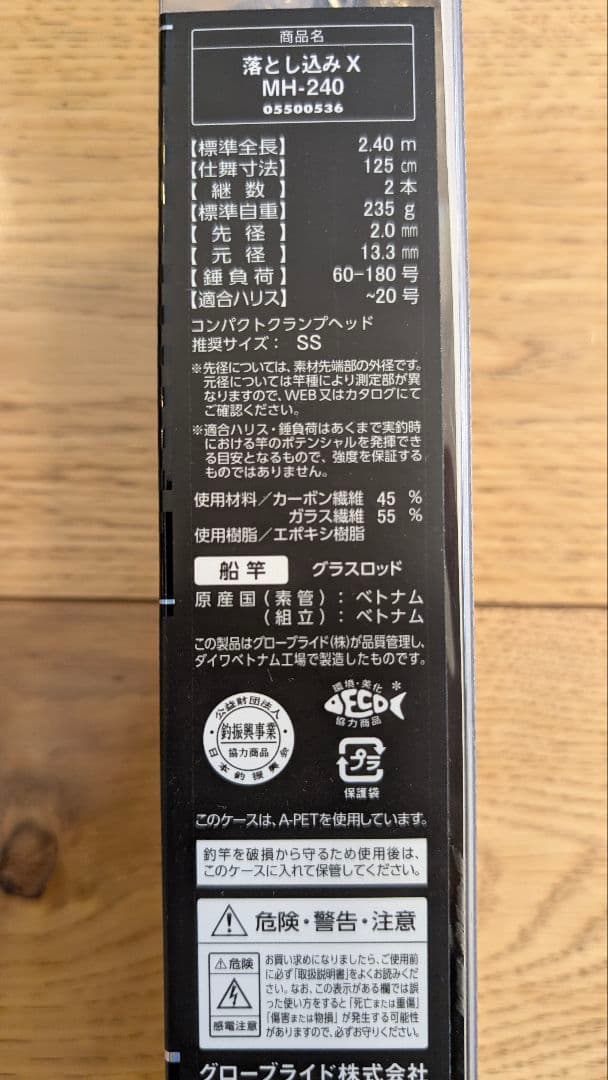 商品名
落とし込みX
MH-240
05500536
【標準全長】 2.40 m
【仕舞寸法】 125 cm
【継数】 2 本
【標準自重】 235 g
【先径】 2.0 mm
【元径】 13.3 mm
【錘負荷】 60-180 号
【適合ハリス】 ~20 号
コンパクトクランプヘッド
推奨サイズ： SS
※先径については、素材先端部の外径です。
元径については竿種により測定部が異
なりますので、WEB又はカタログにて
ご確認ください。
※適合ハリス・錘負荷はあくまで実釣時
における竿のポテンシャルを発揮でき
る目安となるもので、強度を保証する
ものではありません。
使用材料／カーボン繊維 45 %
ガラス繊維 55 %
使用樹脂／エポキシ樹脂
船竿 グラスロッド
原産国(素管)：ベトナム
(組立)：ベトナム
この製品はグローブライド(株)が品質管理し、
ダイワベトナム工場で製造したものです。
公益財団法人
釣振興事業
協力商品
日本釣振興会
環境・美化
ECO
協力商品
プラ
保護袋
このケースは、A-PETを使用しています。
釣竿を破損から守るため使用後は、
このケースに入れて保管してください。
危険・警告・注意
危険
感電注意
お買い求めになりましたら、ご使用前
に必ず「取扱説明書」をよくお読みくだ
さい。なお、この表示がある欄では誤
った使い方をすると「死亡または重傷」
「傷害または物損」が発生する可能性
がありますので、必ずお守りください。
グローブライド株式会社